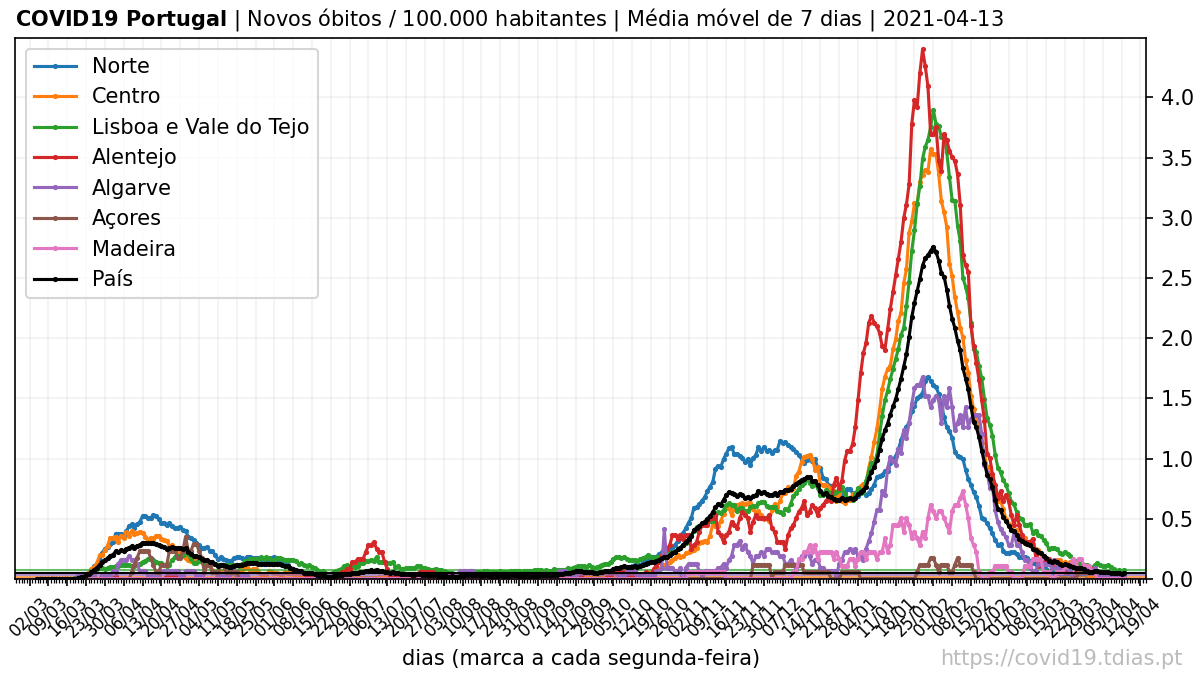 COVID19 Portugal | Novos óbitos / 100.000 habitantes | Média móvel de 7 dias | 2021-04-13
Norte
Centro
Lisboa e Vale do Tejo
Alentejo
Algarve
Açores
Madeira
País
4.0
3.5
3.0
2.5
2.0
1.5
1.0
0.5
0.0
02/03 09/03 16/03 23/03 30/03 06/04 13/04 20/04 27/04 04/05 11/05 18/05 25/05 01/06 08/06 15/06 22/06 29/06 06/07 13/07 20/07 27/07 03/08 10/08 17/08 24/08 31/08 07/09 14/09 21/09 28/09 05/10 12/10 19/10 26/10 02/11 09/11 16/11 23/11 30/11 07/12 14/12 21/12 28/12 04/01 11/01 18/01 25/01 01/02 08/02 15/02 22/02 01/03 08/03 15/03 22/03 29/03 05/04 12/04 19/04
dias (marca a cada segunda-feira)
https://covid19.tdias.pt